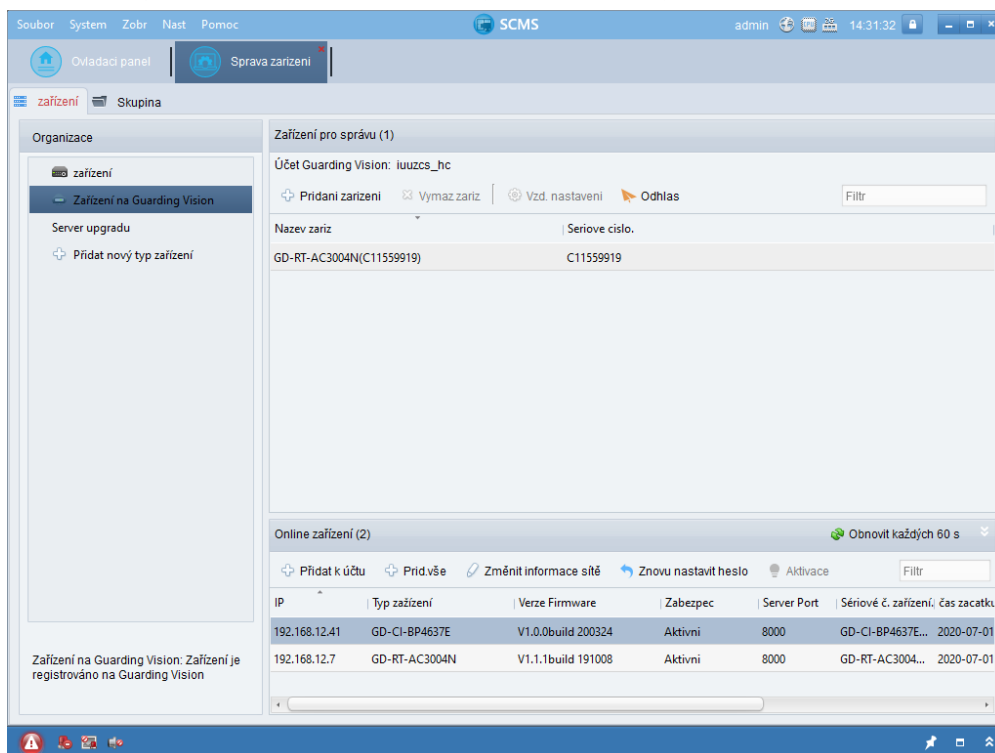 Soubor System Zobr Nast Pomoc SCMS admin 14:31:32
Ovladaci panel Sprava zarizeni
zařízení Skupina
Organizace
zařízení
Zařízení na Guarding Vision
Server upgradu
Přidat nový typ zařízení
Zařízení na Guarding Vision: Zařízení je
registrováno na Guarding Vision
Zařízení pro správu (1)
Účet Guarding Vision: iuuzcs_hc
Pridani zarizeni Vymaz zariz Vzd. nastaveni Odhlas Filtr
Nazev zariz Seriove cislo.
GD-RT-AC3004N(C11559919) C11559919
Online zařízení (2) Obnovit každých 60 s
Přidat k účtu Prid.vše Změnit informace sítě Znovu nastavit heslo Aktivace Filtr
IP Typ zažízení Verze Firmware Zabezpec Server Port Sériové č. zařízení. čas zacatku
192.168.12.41 GD-CI-BP4637E V1.0.0build 200324 Aktivni 8000 GD-CI-BP4637E... 2020-07-01
192.168.12.7 GD-RT-AC3004N V1.1.1build 191008 Aktivni 8000 GD-RT-AC3004... 2020-07-01